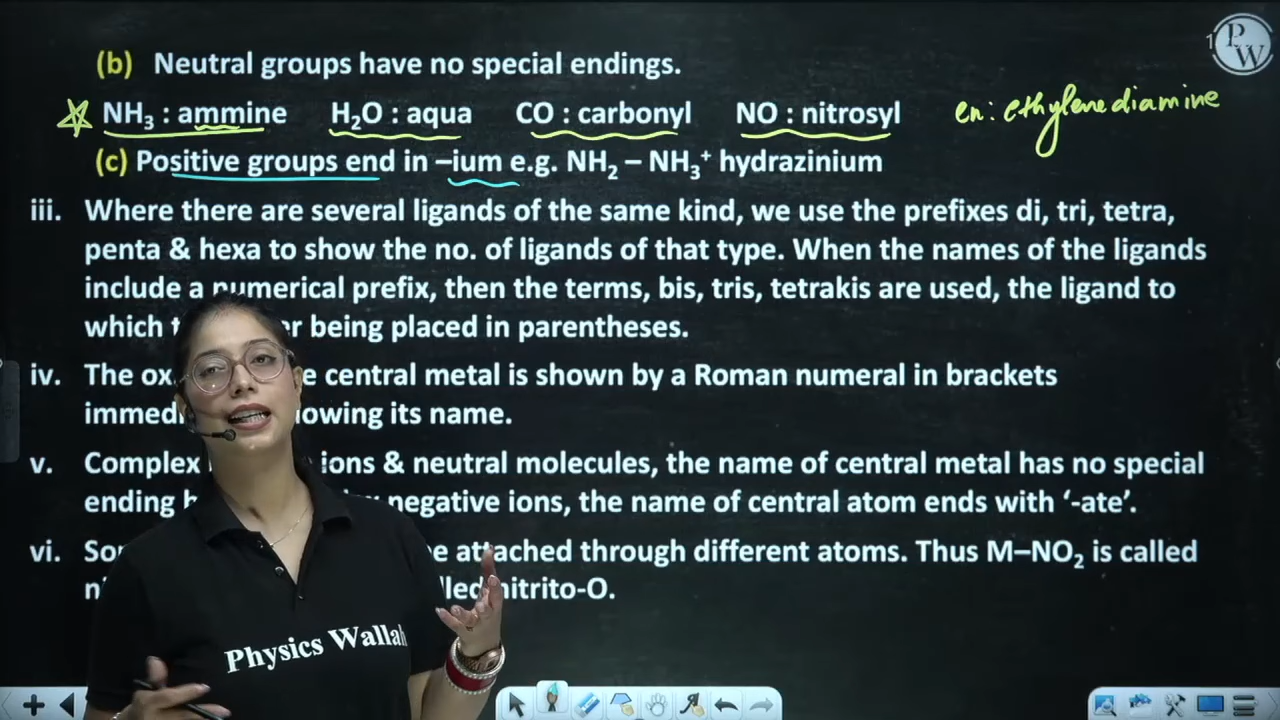 PW
(b) Neutral groups have no special endings.
NH₃ : ammine H₂O : aqua CO : carbonyl NO : nitrosyl en: ethylenediamine
(c) Positive groups end in –ium e.g. NH₂ – NH₃⁺ hydrazinium
iii. Where there are several ligands of the same kind, we use the prefixes di, tri, tetra,
penta & hexa to show the no. of ligands of that type. When the names of the ligands
include a numerical prefix, then the terms, bis, tris, tetrakis are used, the ligand to
which being placed in parentheses.
iv. The central metal is shown by a Roman numeral in brackets
its name.
v. Complex ions & neutral molecules, the name of central metal has no special
ending negative ions, the name of central atom ends with ‘-ate’.
vi. attached through different atoms. Thus M–NO₂ is called
nitrito-O.
Physics Wallah